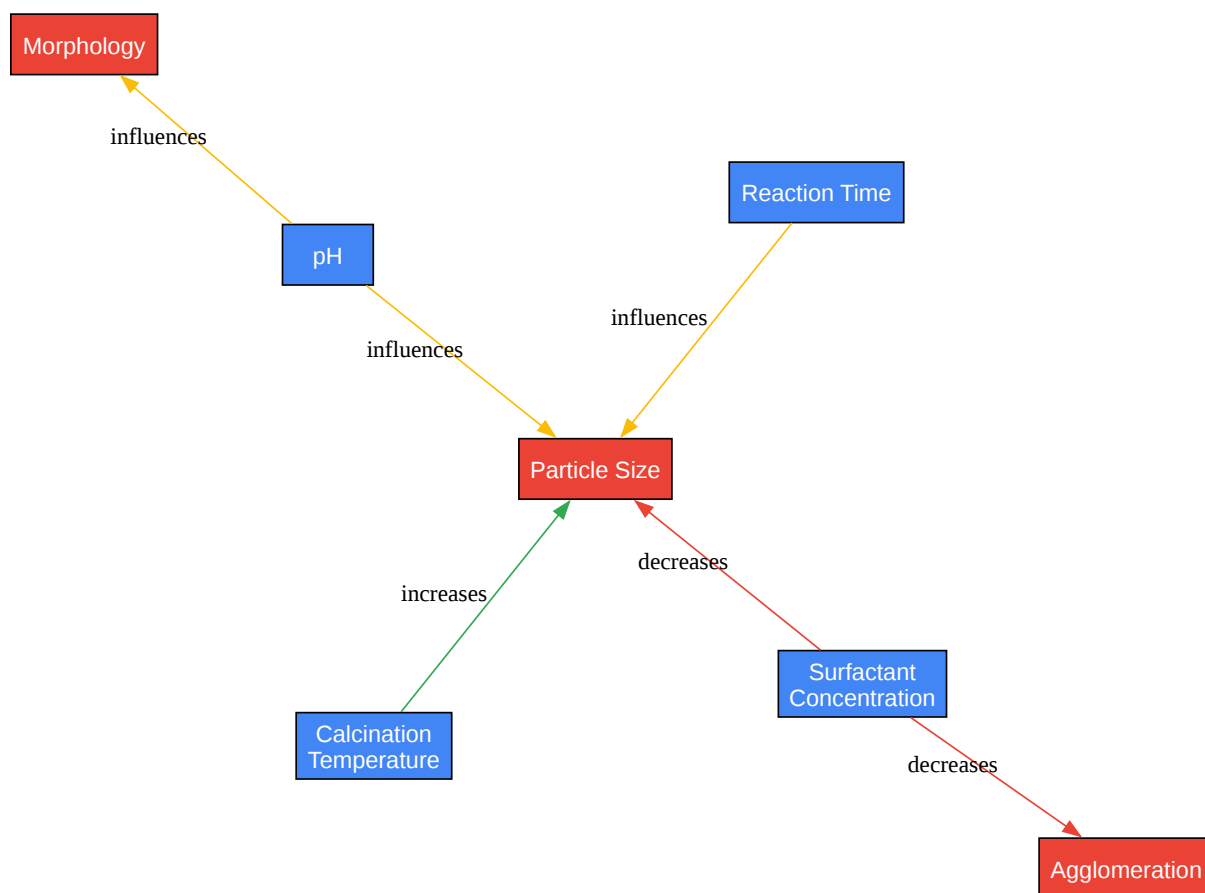 Morphology
influences
Reaction Time
pH
influences
influences
Particle Size
decreases
increases
Surfactant
Concentration
Calcination
Temperature
decreases
Agglomeration